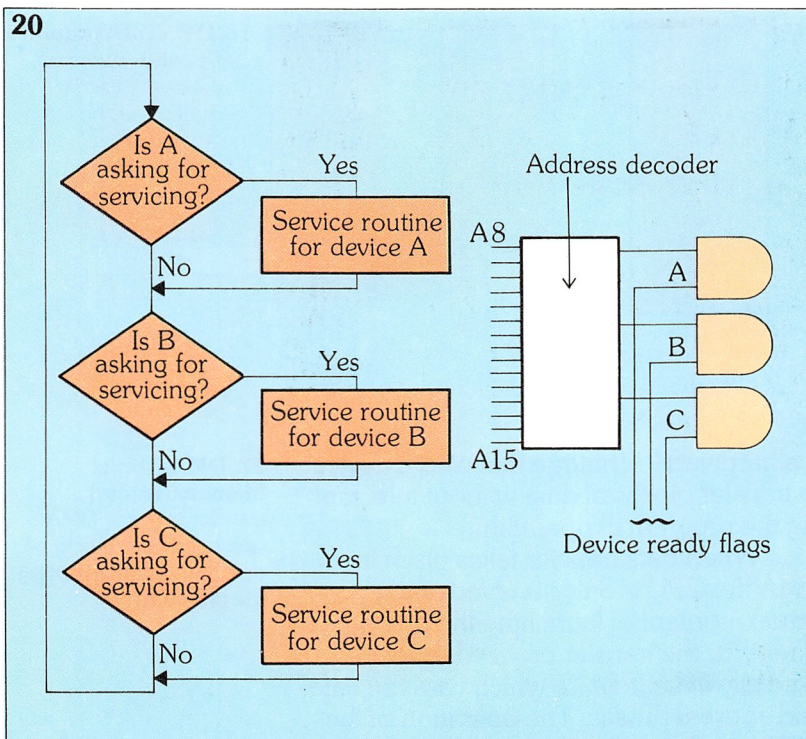 20
Is A
asking for
servicing?
Yes
Service routine
for device A
No
Is B
asking for
servicing?
Yes
Service routine
for device B
No
Is C
asking for
servicing?
Yes
Service routine
for device C
No
Address decoder
A8
A15
A
B
C
Device ready flags